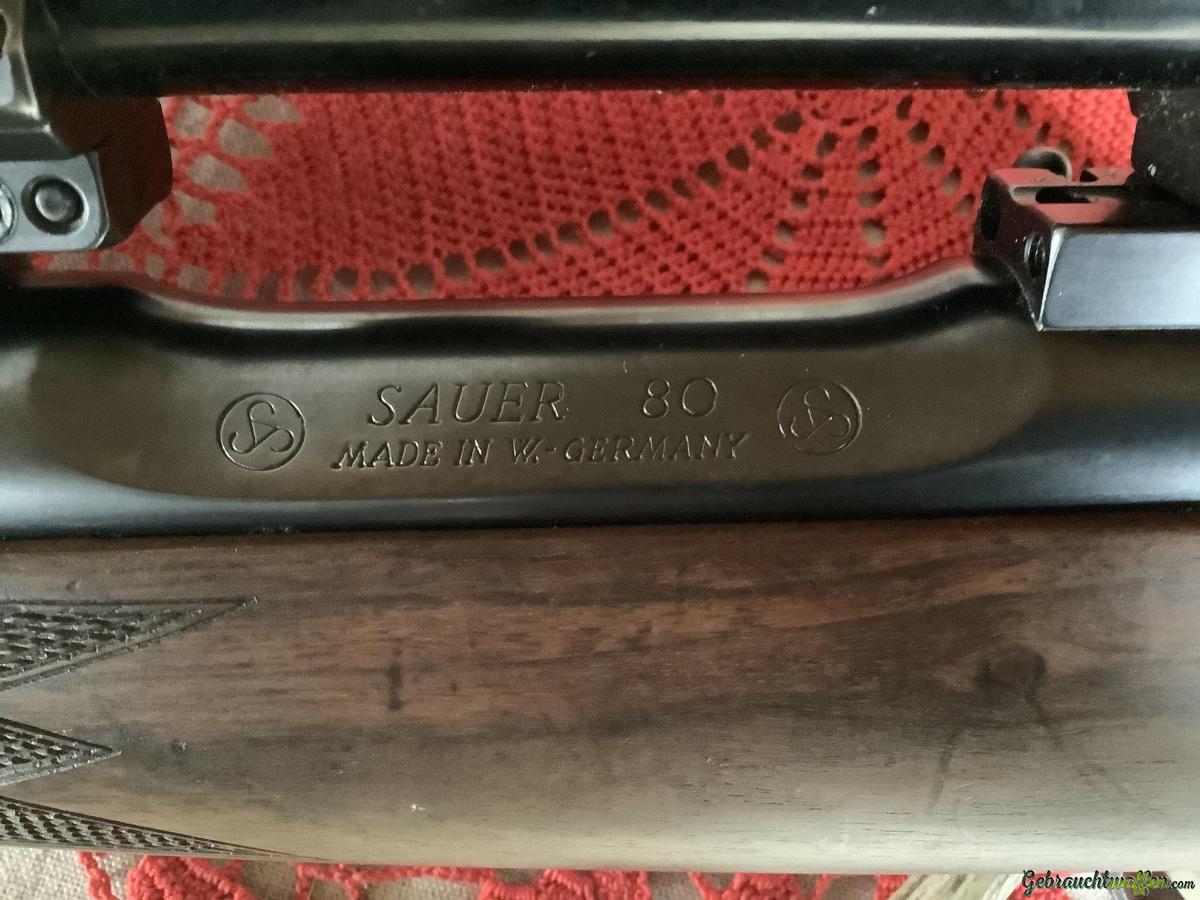 SAUER 80
MADE IN W.-GERMANY
Gebrauchtwaffen.com